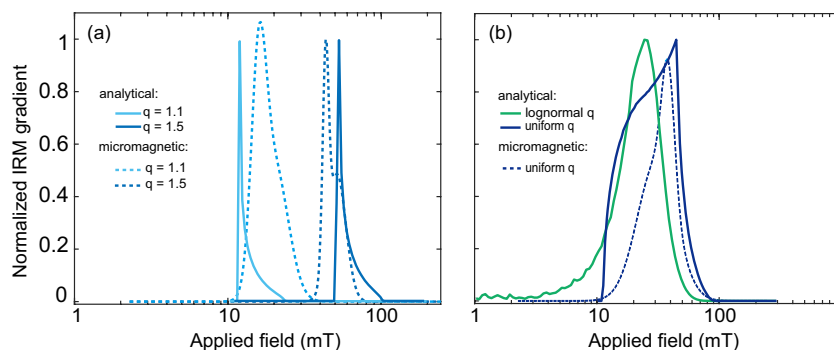 (a)
Normalized IRM gradient
1
0.8
0.6
0.4
0.2
0
analytical:
q = 1.1
q = 1.5
micromagnetic:
q = 1.1
q = 1.5
1
10
100
Applied field (mT)
(b)
analytical:
lognormal q
uniform q
micromagnetic:
uniform q
1
10
100
Applied field (mT)